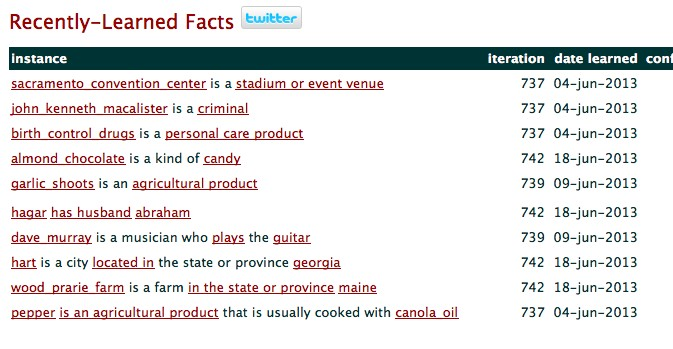 Recently-Learned Facts twitter
instance iteration date learned conf
sacramento_convention_center is a stadium or event venue 737 04-jun-2013
john_kenneth_macalister is a criminal 737 04-jun-2013
birth_control_drugs is a personal care product 737 04-jun-2013
almond_chocolate is a kind of candy 742 18-jun-2013
garlic_shoots is an agricultural product 739 09-jun-2013
hagar has husband abraham 742 18-jun-2013
dave_murray is a musician who plays the guitar 739 09-jun-2013
hart is a city located in the state or province georgia 742 18-jun-2013
wood_prarie_farm is a farm in the state or province maine 742 18-jun-2013
pepper is an agricultural product that is usually cooked with canola_oil 737 04-jun-2013